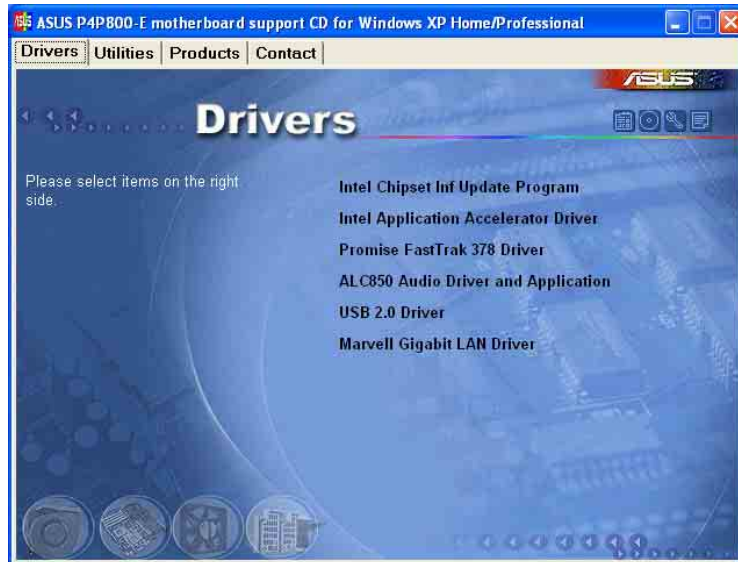 ASUS P4P800-E motherboard support CD for Windows XP Home/Professional
Drivers Utilities Products Contact
ASUS
Drivers
Please select items on the right
side.
Intel Chipset Inf Update Program
Intel Application Accelerator Driver
Promise FastTrak 378 Driver
ALC850 Audio Driver and Application
USB 2.0 Driver
Marvell Gigabit LAN Driver